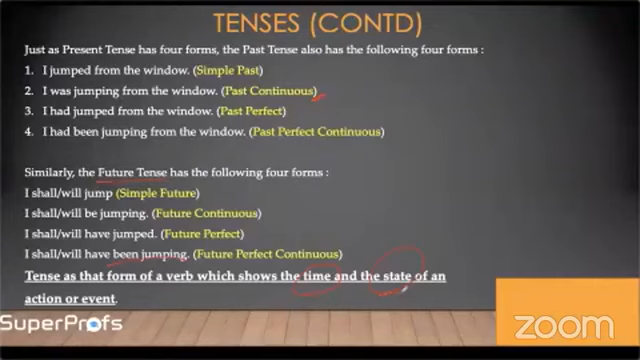 TENSES (CONTD)
Just as Present Tense has four forms, the Past Tense also has the following four forms :
1. I jumped from the window. (Simple Past)
2. I was jumping from the window. (Past Continuous)
3. I had jumped from the window. (Past Perfect)
4. I had been jumping from the window. (Past Perfect Continuous)
Similarly, the Future Tense has the following four forms :
I shall/will jump (Simple Future)
I shall/will be jumping. (Future Continuous)
I shall/will have jumped. (Future Perfect)
I shall/will have been jumping. (Future Perfect Continuous)
Tense as that form of a verb which shows the time and the state of an
action or event.
SuperProfs
zoom